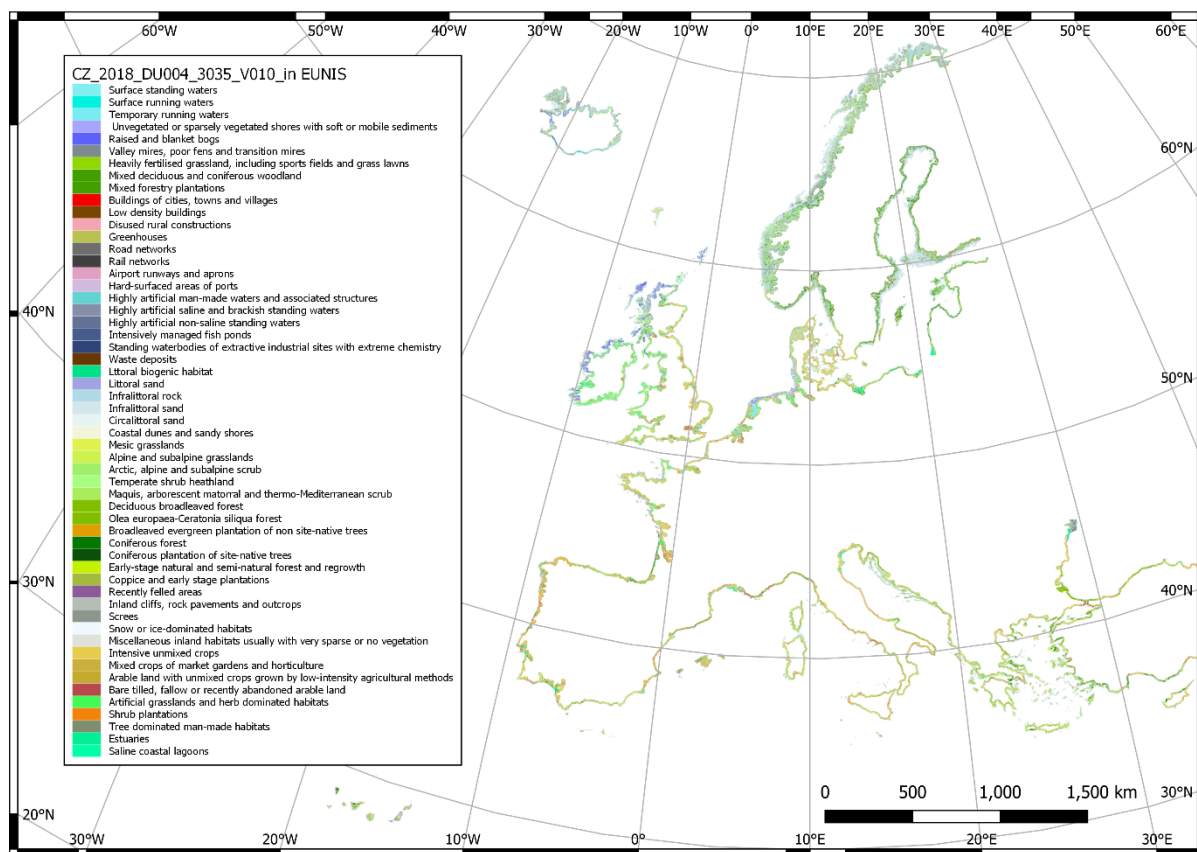 60°W
50°W
40°W
30°W
20°W
10°W
0°
10°E
20°E
30°E
40°E
50°E
60°E
CZ_2018_DU004_3035_V010_in EUNIS
Surface standing waters
Surface running waters
Temporary running waters
Unvegetated or sparsely vegetated shores with soft or mobile sediments
Raised and blanket bogs
Valley mires, poor fens and transition mires
Heavily fertilised grassland, including sports fields and grass lawns
Mixed deciduous and coniferous woodland
Mixed forestry plantations
Buildings of cities, towns and villages
Low density buildings
Disused rural constructions
Greenhouses
Road networks
Rail networks
Airport runways and aprons
Hard-surfaced areas of ports
Highly artificial man-made waters and associated structures
Highly artificial saline and brackish standing waters
Highly artificial non-saline standing waters
Intensively managed fish ponds
Standing waterbodies of extractive industrial sites with extreme chemistry
Waste deposits
Lttoral biogenic habitat
Littoral sand
Infralittoral rock
Infralittoral sand
Circalittoral sand
Coastal dunes and sandy shores
Mesic grasslands
Alpine and subalpine grasslands
Arctic, alpine and subalpine scrub
Temperate shrub heathland
Maquis, arborescent matorral and thermo-Mediterranean scrub
Deciduous broadleaved forest
Olea europaea-Ceratonia siliqua forest
Broadleaved evergreen plantation of non site-native trees
Coniferous forest
Coniferous plantation of site-native trees
Early-stage natural and semi-natural forest and regrowth
Coppice and early stage plantations
Recently felled areas
Inland cliffs, rock pavements and outcrops
Screes
Snow or ice-dominated habitats
Miscellaneous inland habitats usually with very sparse or no vegetation
Intensive unmixed crops
Mixed crops of market gardens and horticulture
Arable land with unmixed crops grown by low-intensity agricultural methods
Bare tilled, fallow or recently abandoned arable land
Artificial grasslands and herb dominated habitats
Shrub plantations
Tree dominated man-made habitats
Estuaries
Saline coastal lagoons
40°N
30°N
20°N
60°N
50°N
40°N
30°N
0 500 1,000 1,500 km
30°W
20°W
10°W
0°
10°E
20°E
30°E